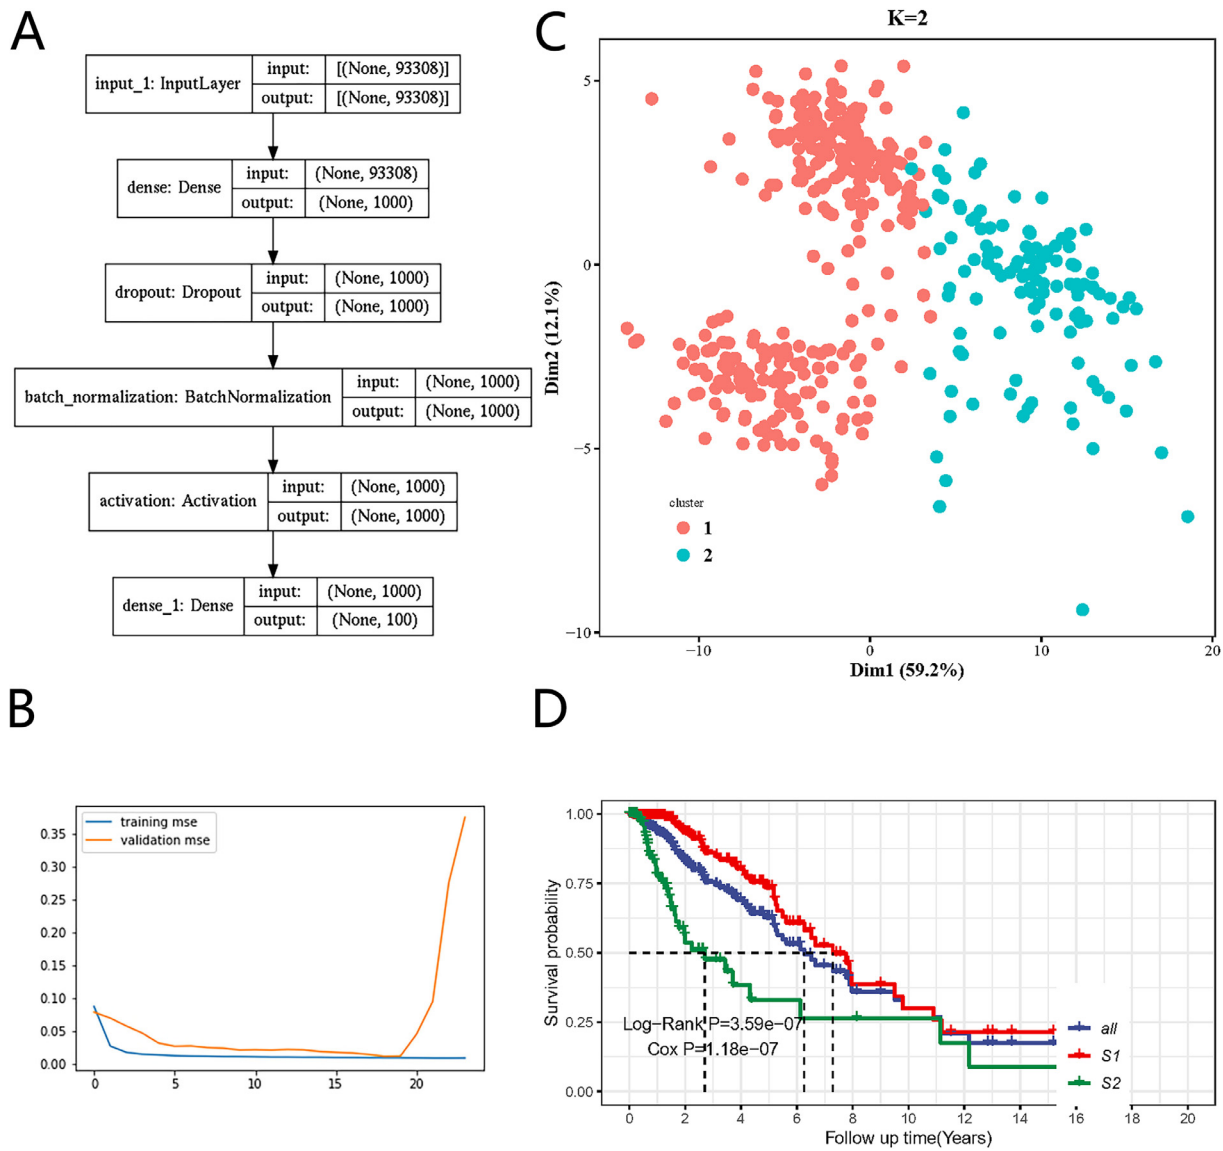 A
input_1: InputLayer
input:
[(None, 93308)]
output:
[(None, 93308)]
dense: Dense
input:
(None, 93308)
output:
(None, 1000)
dropout: Dropout
input:
(None, 1000)
output:
(None, 1000)
batch_normalization: BatchNormalization
input:
(None, 1000)
output:
(None, 1000)
activation: Activation
input:
(None, 1000)
output:
(None, 1000)
dense_1: Dense
input:
(None, 1000)
output:
(None, 100)
C
K=2
5
0
−5
−10
Dim2 (12.1%)
cluster
1
2
−10
0
10
20
Dim1 (59.2%)
B
training mse
validation mse
0.35
0.30
0.25
0.20
0.15
0.10
0.05
0.00
0
5
10
15
20
D
1.00
0.75
0.50
0.25
0.00
Survival probability
Log−Rank P=3.59e−07
Cox P=1.18e−07
all
S1
S2
0
2
4
6
8
10
12
14
16
18
20
Follow up time(Years)